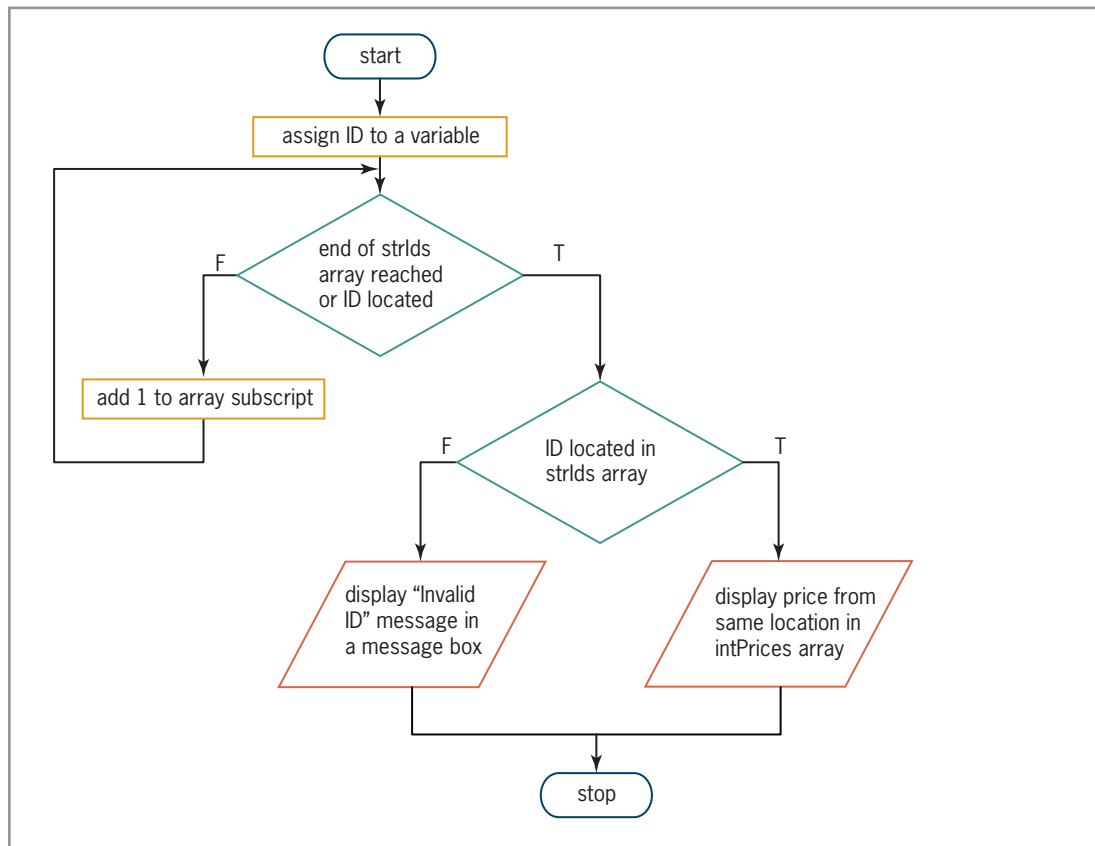 start
assign ID to a variable
end of strIds
array reached
or ID located
F
T
add 1 to array subscript
ID located in
strIds array
F
T
display “Invalid
ID” message in
a message box
display price from
same location in
intPrices array
stop